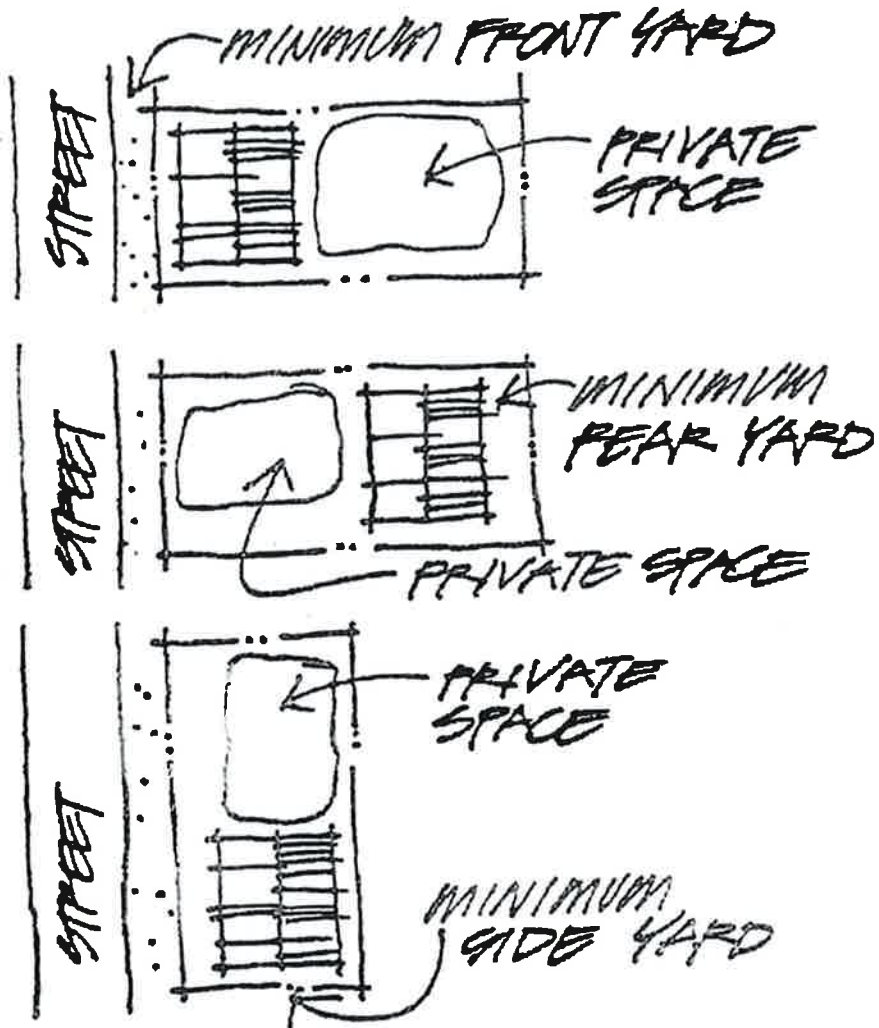 MINIMUM FRONT YARD
STREET
PRIVATE
SPACE
STREET
MINIMUM
REAR YARD
PRIVATE SPACE
PRIVATE
SPACE
STREET
MINIMUM
SIDE YARD